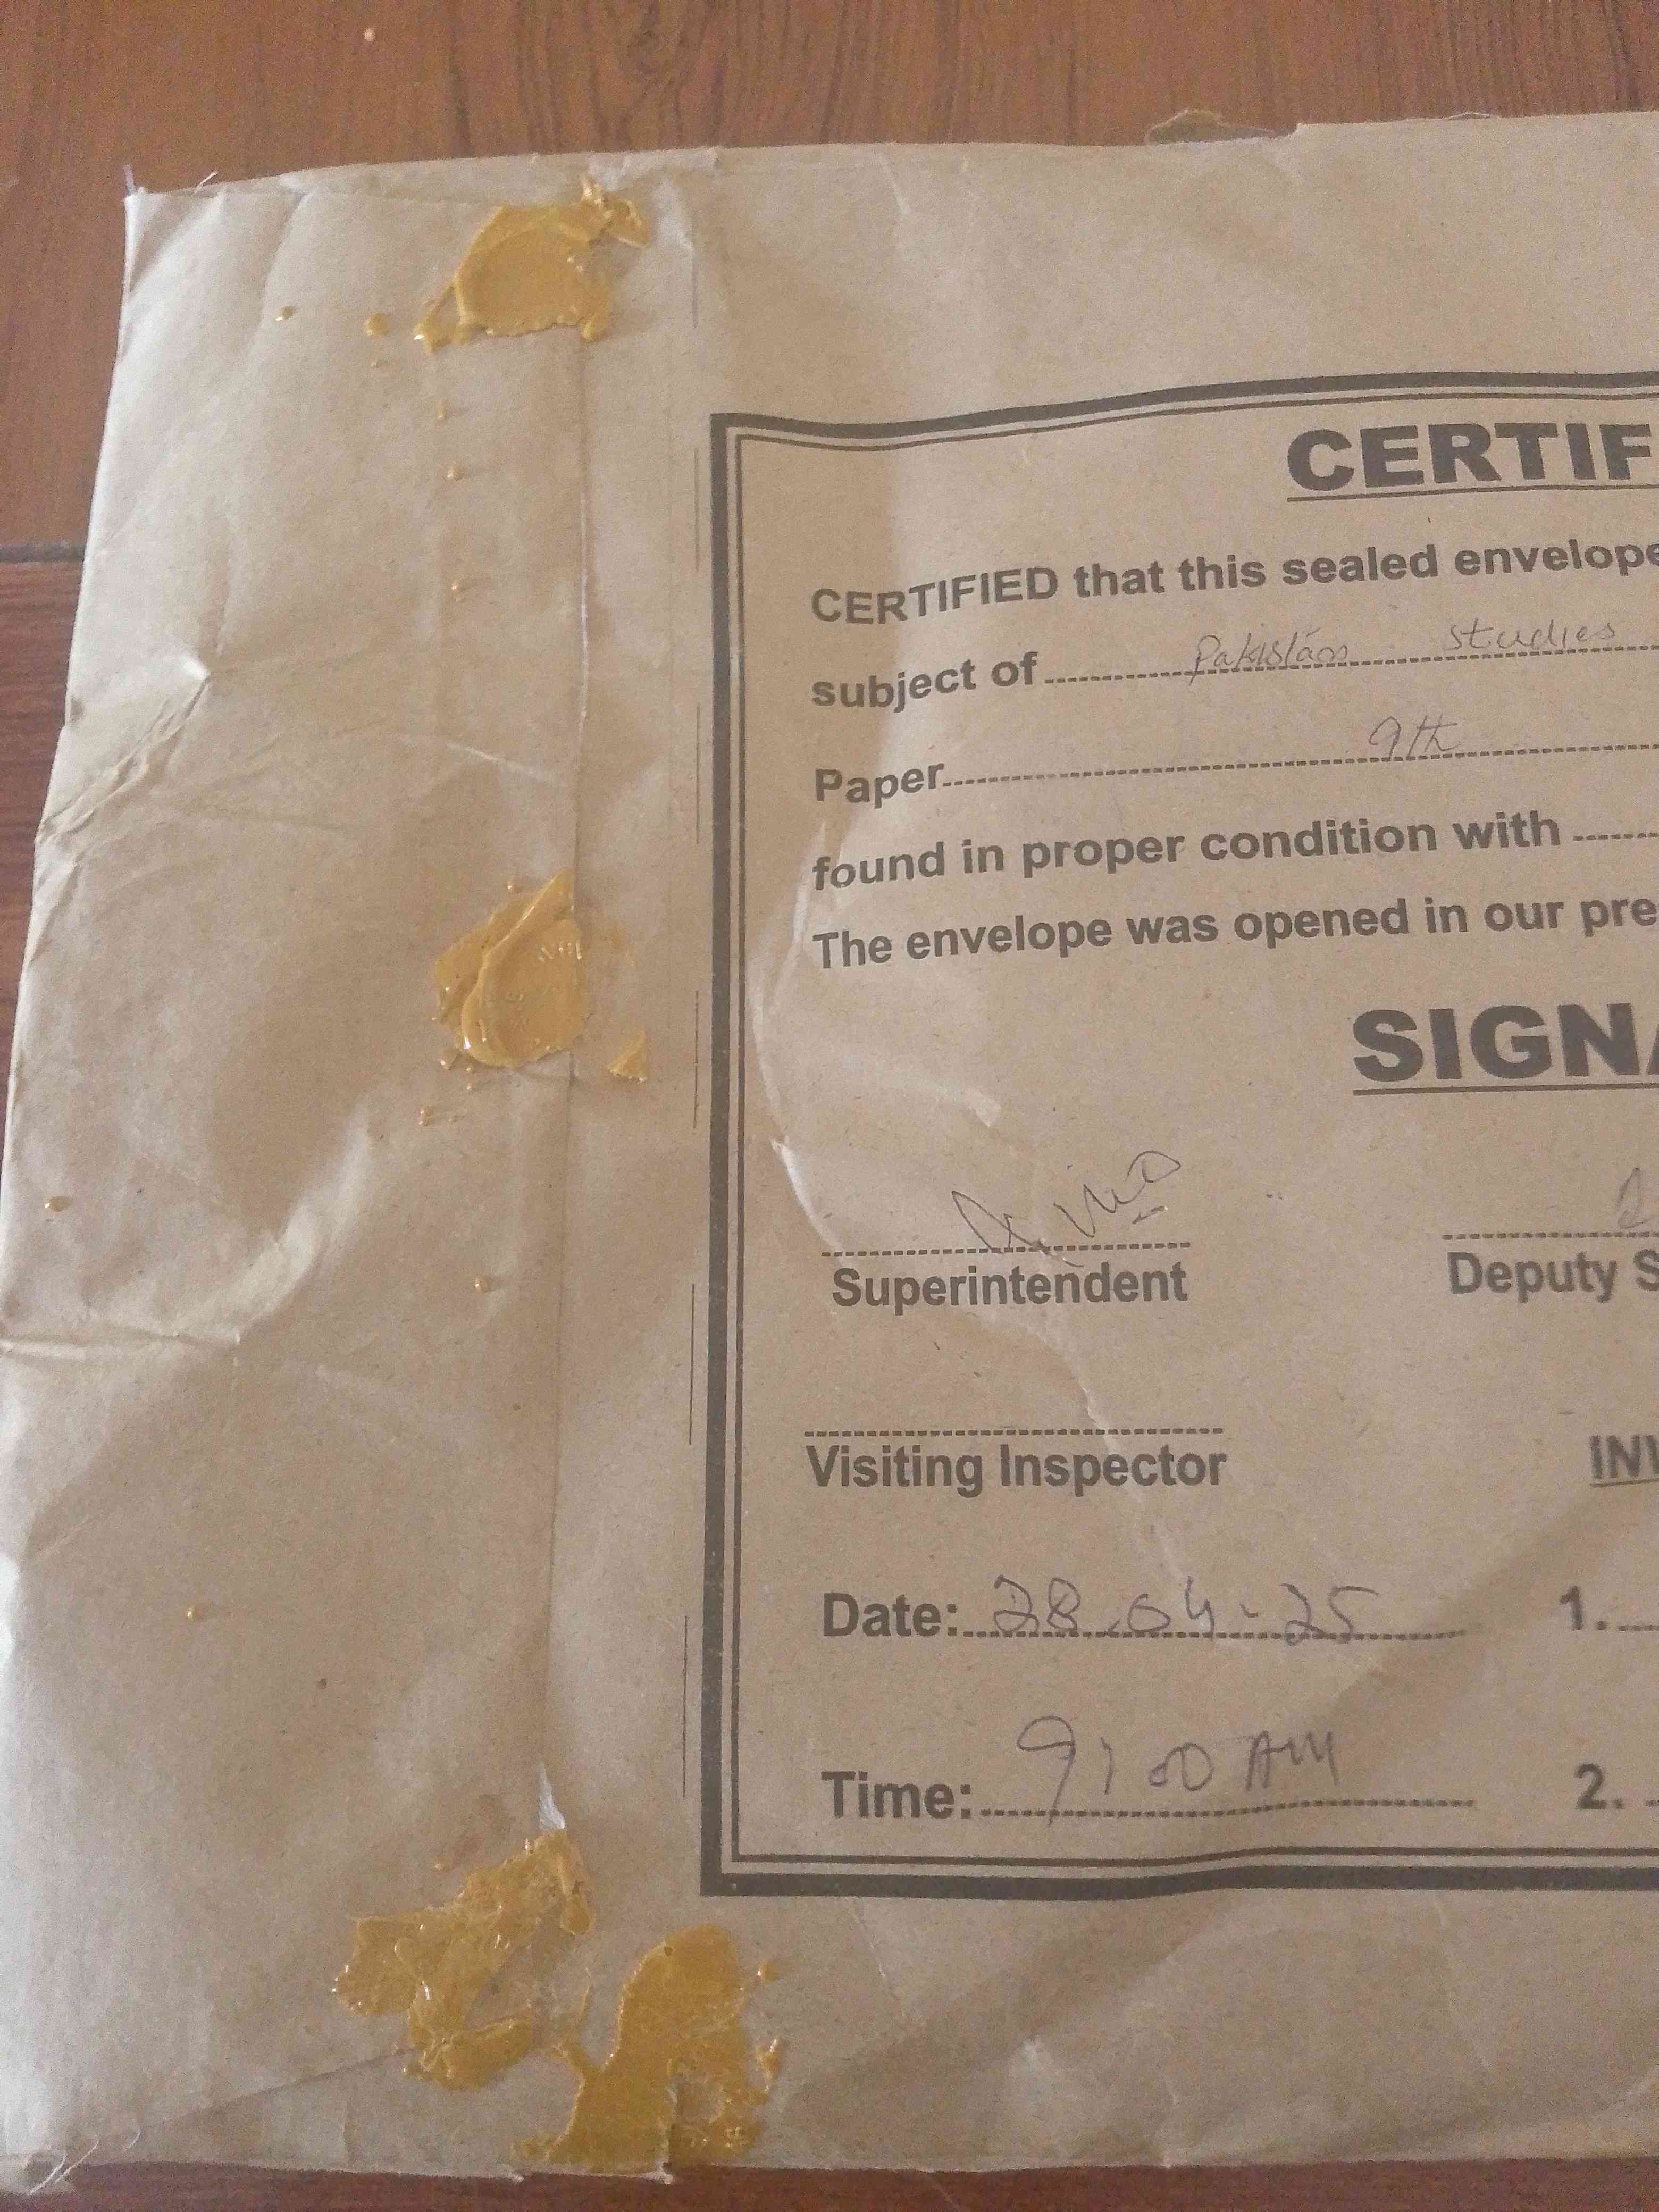 CERTIF
CERTIFIED that this sealed envelope
subject of Pakistan Studies
Paper 9th
found in proper condition with
The envelope was opened in our pre
SIGNA
Superintendent
Deputy S
Visiting Inspector
INV
Date: 28.04-25
1.
Time: 9:00 AM
2.